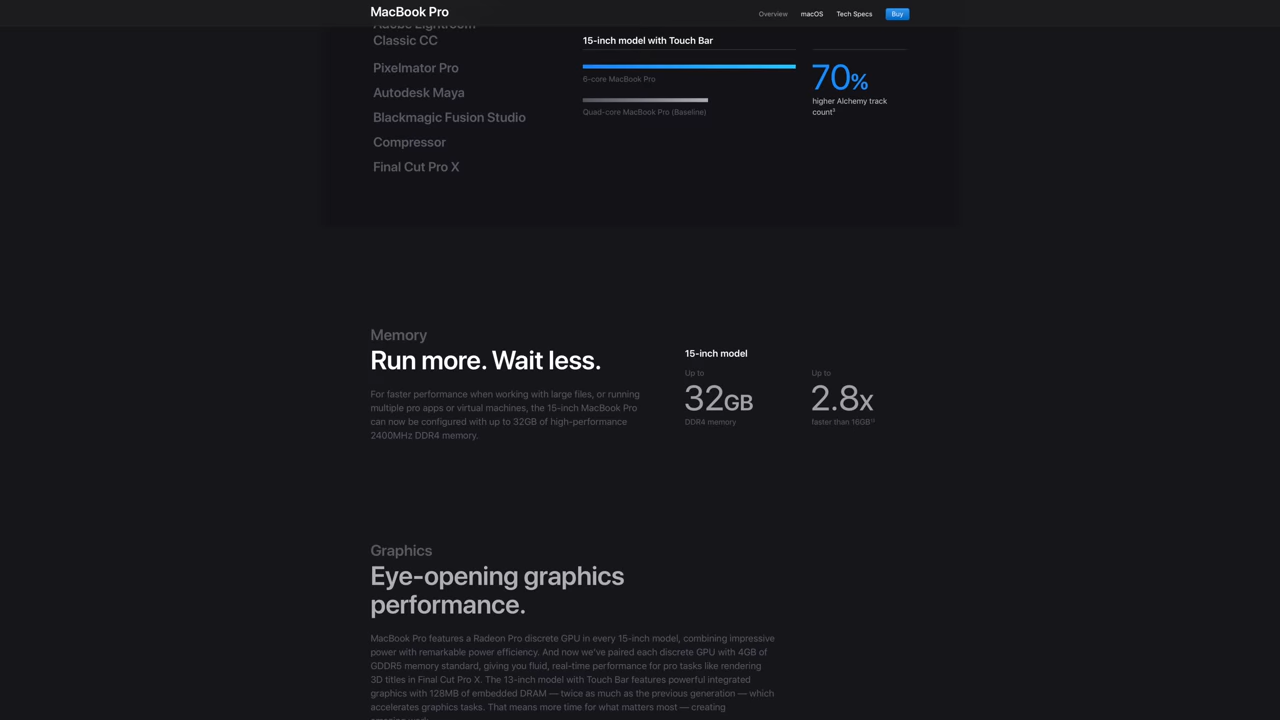 MacBook Pro
Overview
macOS
Tech Specs
Buy
Adobe Lightroom
Classic CC
Pixelmator Pro
Autodesk Maya
Blackmagic Fusion Studio
Compressor
Final Cut Pro X
15-inch model with Touch Bar
6-core MacBook Pro
Quad-core MacBook Pro (Baseline)
70%
higher Alchemy track
count
Memory
Run more. Wait less.
For faster performance when working with large files, or running
multiple pro apps or virtual machines, the 15-inch MacBook Pro
can now be configured with up to 32GB of high-performance
2400MHz DDR4 memory.
15-inch model
Up to
32GB
DDR4 memory
Up to
2.8x
faster than 16GB
Graphics
Eye-opening graphics
performance.
MacBook Pro features a Radeon Pro discrete GPU in every 15-inch model, combining impressive
power with remarkable power efficiency. And now we've paired each discrete GPU with 4GB of
GDDR5 memory standard, giving you fluid, real-time performance for pro tasks like rendering
3D titles in Final Cut Pro X. The 13-inch model with Touch Bar features powerful integrated
graphics with 128MB of embedded DRAM — twice as much as the previous generation — which
accelerates graphics tasks. That means more time for what matters most — creating